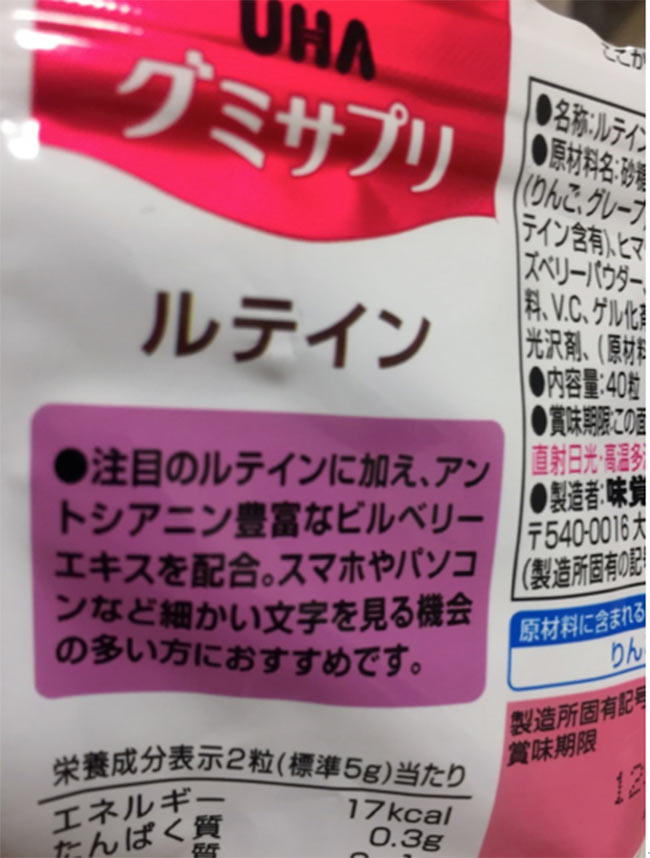 UHA
グミサプリ
ルテイン
●注目のルテインに加え、アン
トシアニン豊富なビルベリー
エキスを配合。スマホやパソコ
ンなど細かい文字を見る機会
の多い方におすすめです。
栄養成分表示2粒(標準5g)当たり
エネルギー 17kcal
たんぱく質 0.3g
質
ここか
●名称:ルテイン
●原材料名:砂糖
(りんご、グレープ
テイン含有)、ヒマ
ズベリーパウダー、
料、V.C、ゲル化剤
光沢剤、(原材料
●内容量:40粒
●賞味期限:この面
直射日光・高温多
●製造者:味覚
〒540-0016 大
(製造所固有の記号
原材料に含まれる
りん
製造所固有記号
賞味期限
12